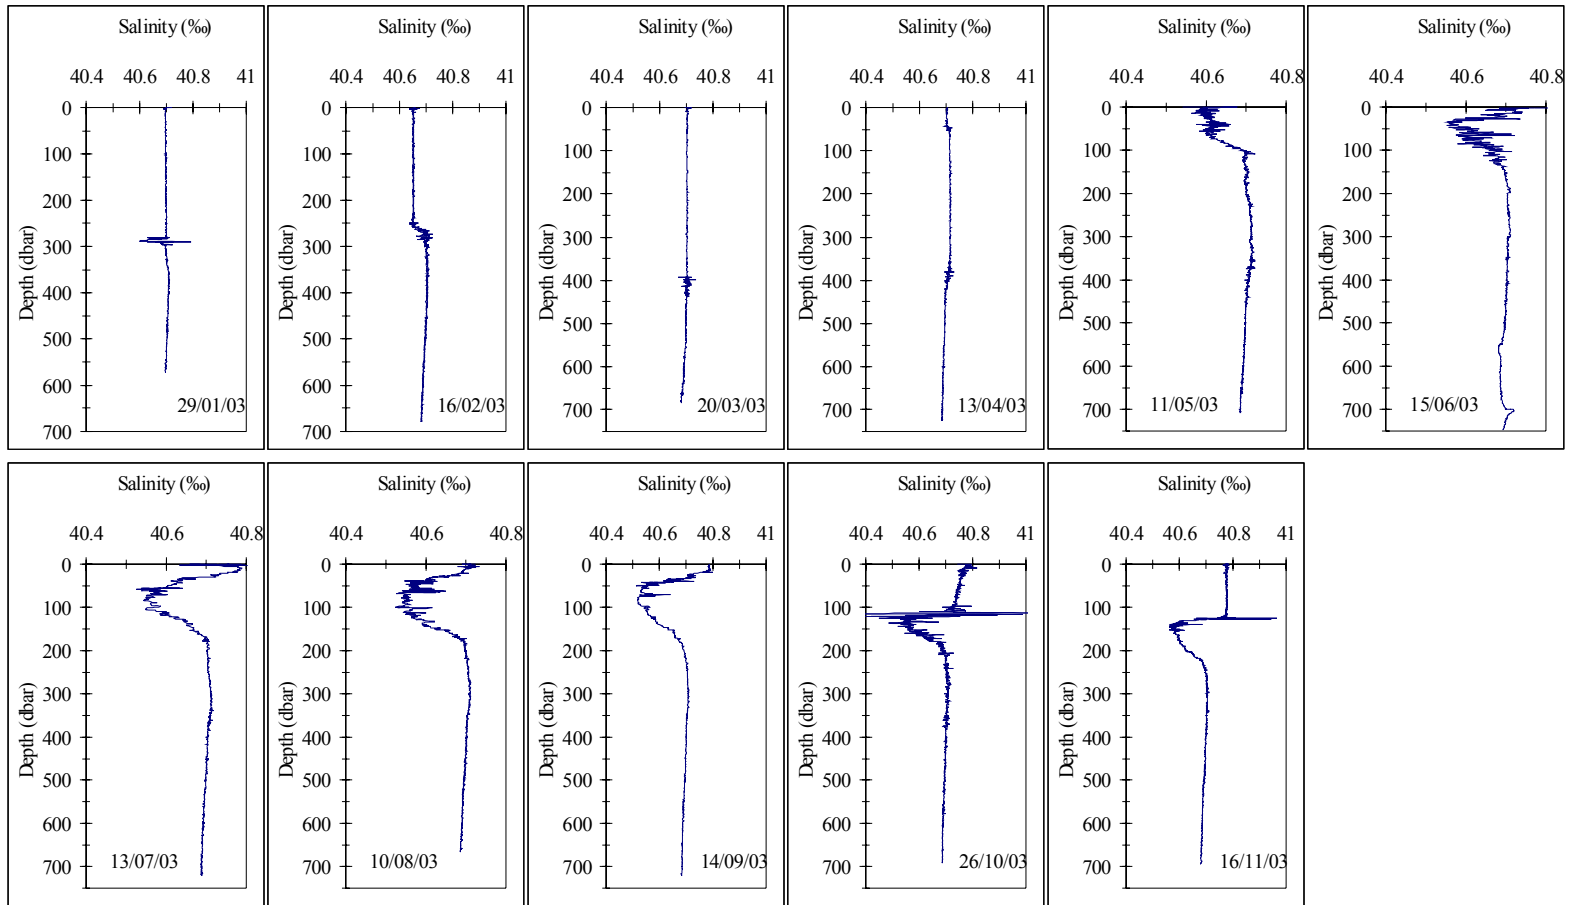 Salinity (‰) Salinity (‰) Salinity (‰) Salinity (‰) Salinity (‰) Salinity (‰)
40.4 40.6 40.8 41 40.4 40.6 40.8 41 40.4 40.6 40.8 41 40.4 40.6 40.8 41 40.4 40.6 40.8 40.4 40.6 40.8
0 0 0 0 0 0
100 100 100 100 100 100
200 200 200 200 200 200
300 300 300 300 300 300
400 400 400 400 400 400
500 500 500 500 500 500
600 600 600 600 600 600
700 700 700 700 700 700
Depth (dbar) Depth (dbar) Depth (dbar) Depth (dbar) Depth (dbar) Depth (dbar)
29/01/03 16/02/03 20/03/03 13/04/03 11/05/03 15/06/03
Salinity (‰) Salinity (‰) Salinity (‰) Salinity (‰) Salinity (‰)
40.4 40.6 40.8 40.4 40.6 40.8 40.4 40.6 40.8 41 40.4 40.6 40.8 41 40.4 40.6 40.8 41
0 0 0 0 0
100 100 100 100 100
200 200 200 200 200
300 300 300 300 300
400 400 400 400 400
500 500 500 500 500
600 600 600 600 600
700 700 700 700 700
Depth (dbar) Depth (dbar) Depth (dbar) Depth (dbar) Depth (dbar)
13/07/03 10/08/03 14/09/03 26/10/03 16/11/03